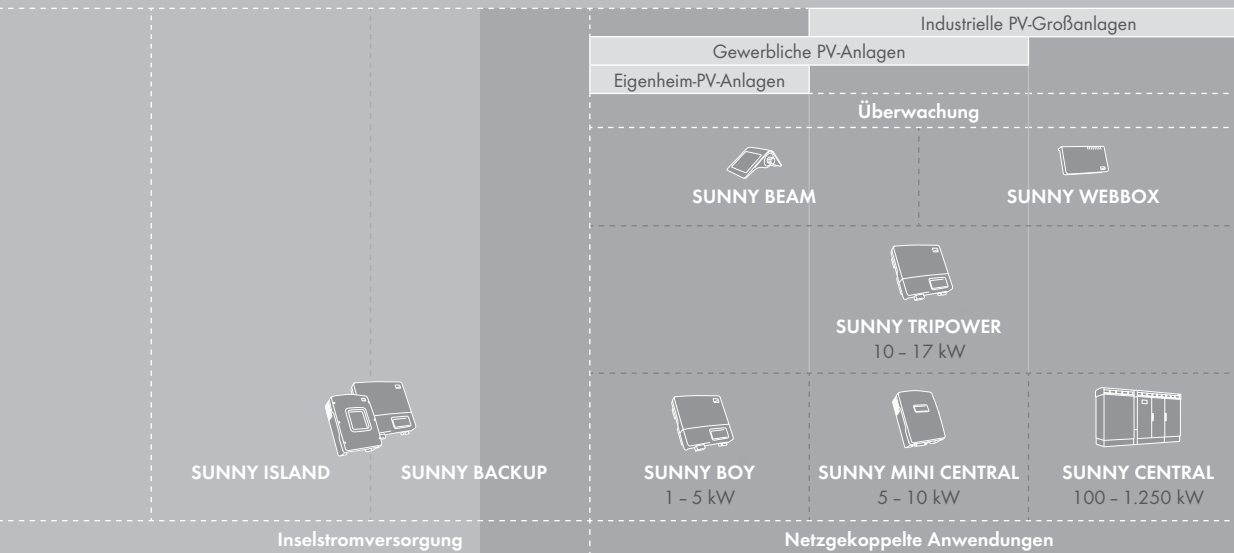 Industrielle PV-Großanlagen
Gewerbliche PV-Anlagen
Eigenheim-PV-Anlagen
Überwachung
SUNNY BEAM
SUNNY WEBBOX
SUNNY TRIPOWER
10 – 17 kW
SUNNY ISLAND
SUNNY BACKUP
SUNNY BOY
1 – 5 kW
SUNNY MINI CENTRAL
5 – 10 kW
SUNNY CENTRAL
100 – 1.250 kW
Inselstromversorgung
Netzgekoppelte Anwendungen